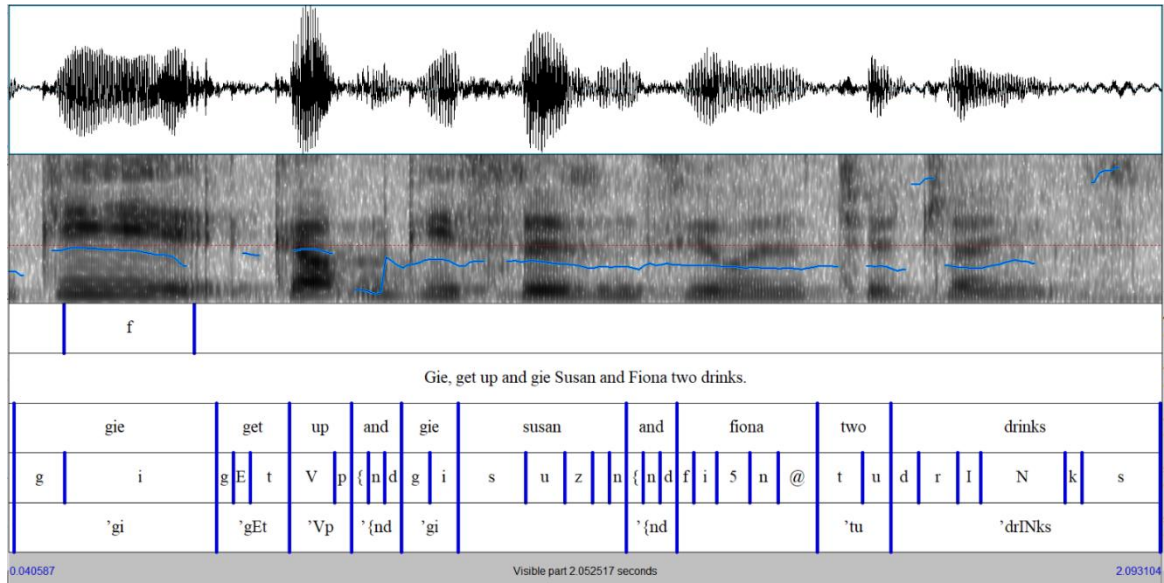 f
Gie, get up and gie Susan and Fiona two drinks.
gie get up and gie susan and fiona two drinks
g i g E t V p { n d g i s u z n { n d f i 5 n @ t u d r I N k s
'gi 'gEt 'Vp '{nd 'gi '{nd 'tu 'drINks
0.040587 Visible part 2.052517 seconds 2.093104